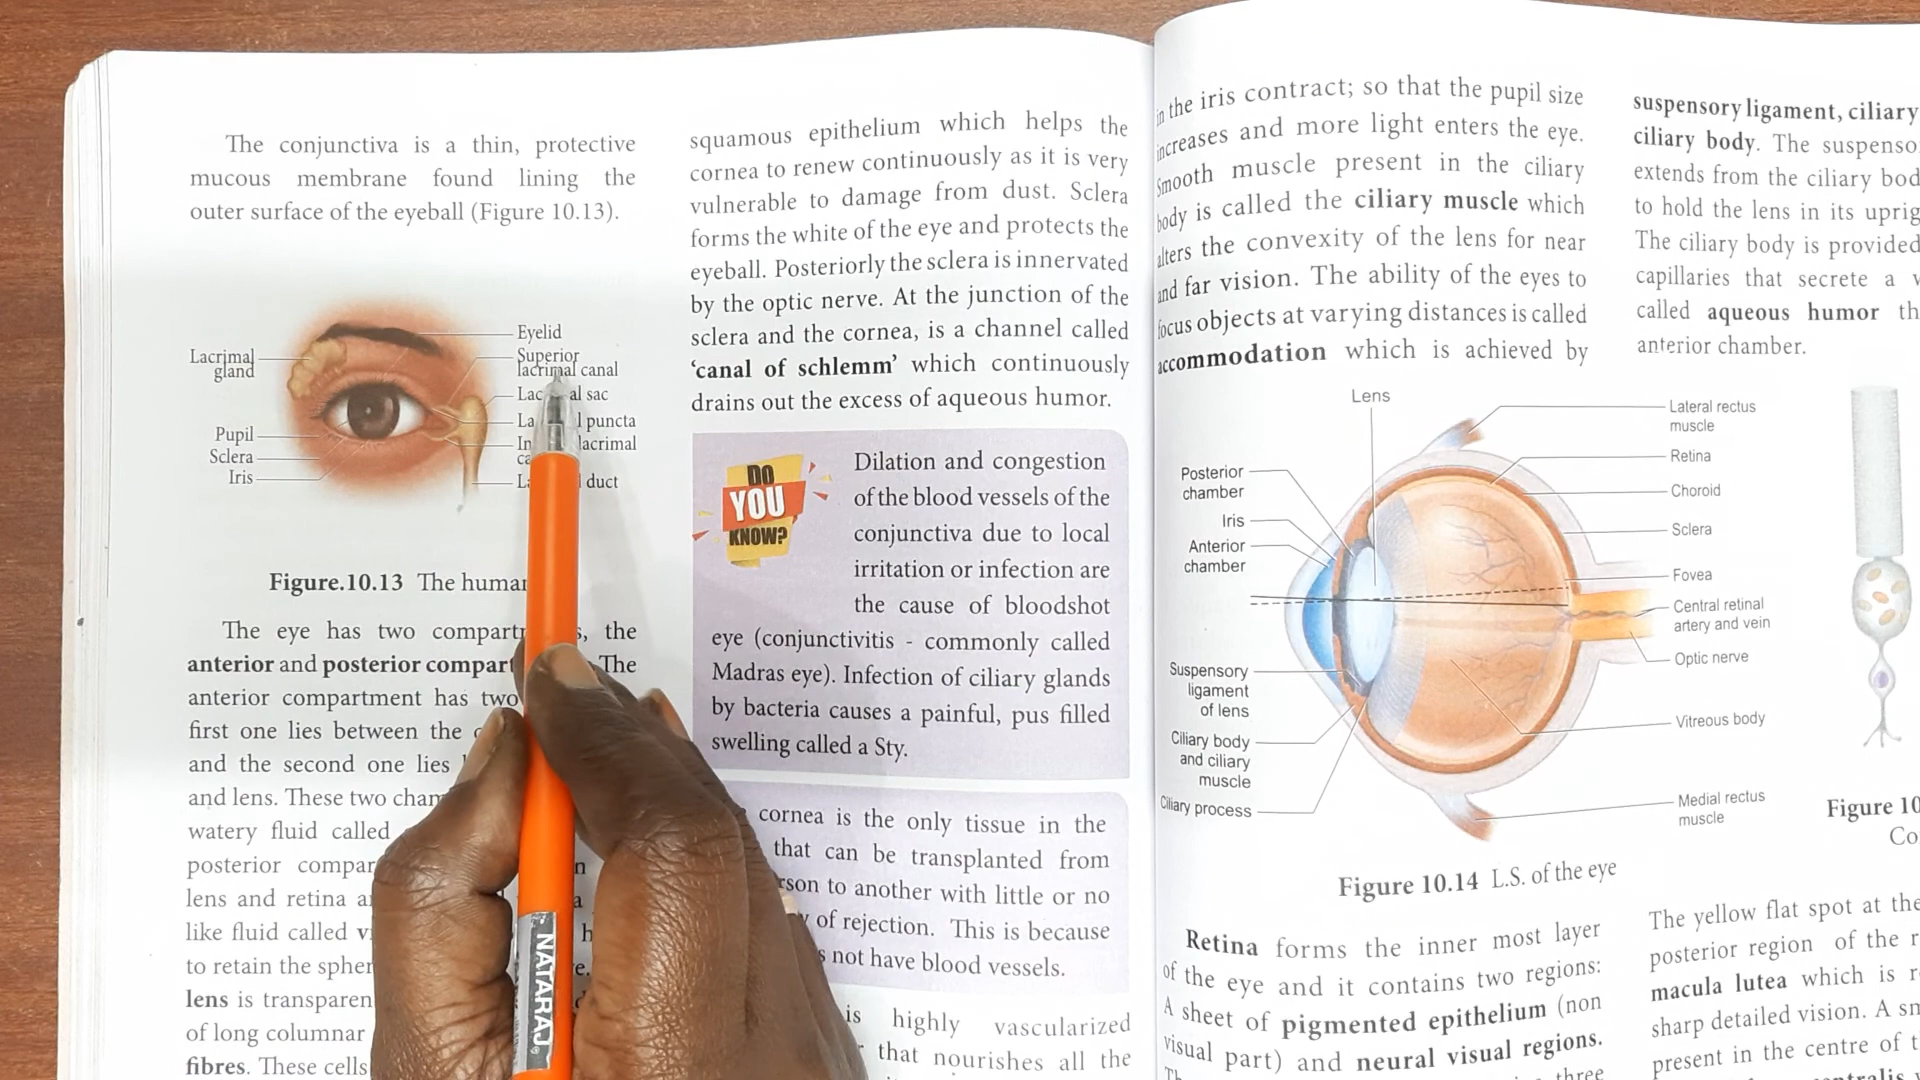 The conjunctiva is a thin, protective
mucous membrane found lining the
outer surface of the eyeball (Figure 10.13).
Lacrimal
gland
Pupil
Sclera
Iris
Eyelid
Superior
lacrimal canal
sac
puncta
lacrimal
duct
Figure.10.13 The human
The eye has two the
anterior and posterior The
anterior compartment has two
first one lies between the
and the second one lies
and lens. These two
watery fluid called
posterior
lens and retina
like fluid called
to retain the
lens is
of long columnar
fibres. These cells
squamous epithelium which helps the
cornea to renew continuously as it is very
vulnerable to damage from dust. Sclera
forms the white of the eye and protects the
eyeball. Posteriorly the sclera is innervated
by the optic nerve. At the junction of the
sclera and the cornea, is a channel called
‘canal of schlemm’ which continuously
drains out the excess of aqueous humor.
DO
YOU
KNOW?
Dilation and congestion
of the blood vessels of the
conjunctiva due to local
irritation or infection are
the cause of bloodshot
eye (conjunctivitis - commonly called
Madras eye). Infection of ciliary glands
by bacteria causes a painful, pus filled
swelling called a Sty.
cornea is the only tissue in the
that can be transplanted from
to another with little or no
of rejection. This is because
not have blood vessels.
is highly vascularized
that nourishes all the
NATARAJ
in the iris contract; so that the pupil size
increases and more light enters the eye.
Smooth muscle present in the ciliary
body is called the ciliary muscle which
alters the convexity of the lens for near
and far vision. The ability of the eyes to
focus objects at varying distances is called
accommodation which is achieved by
Lens
Posterior
chamber
Iris
Anterior
chamber
Suspensory
ligament
of lens
Ciliary body
and ciliary
muscle
Ciliary process
Lateral rectus
muscle
Retina
Choroid
Sclera
Fovea
Central retinal
artery and vein
Optic nerve
Vitreous body
Medial rectus
muscle
Figure 10.14 L.S. of the eye
Retina forms the inner most layer
of the eye and it contains two regions:
A sheet of pigmented epithelium (non
visual part) and neural visual regions.
three
suspensory ligament, ciliary
ciliary body. The
extends from the ciliary
to hold the lens in its
The ciliary body is provided
capillaries that secrete a
called aqueous humor
anterior chamber.
Figure 10
The yellow flat spot at the
posterior region of the
macula lutea which is
sharp detailed vision. A
present in the centre of